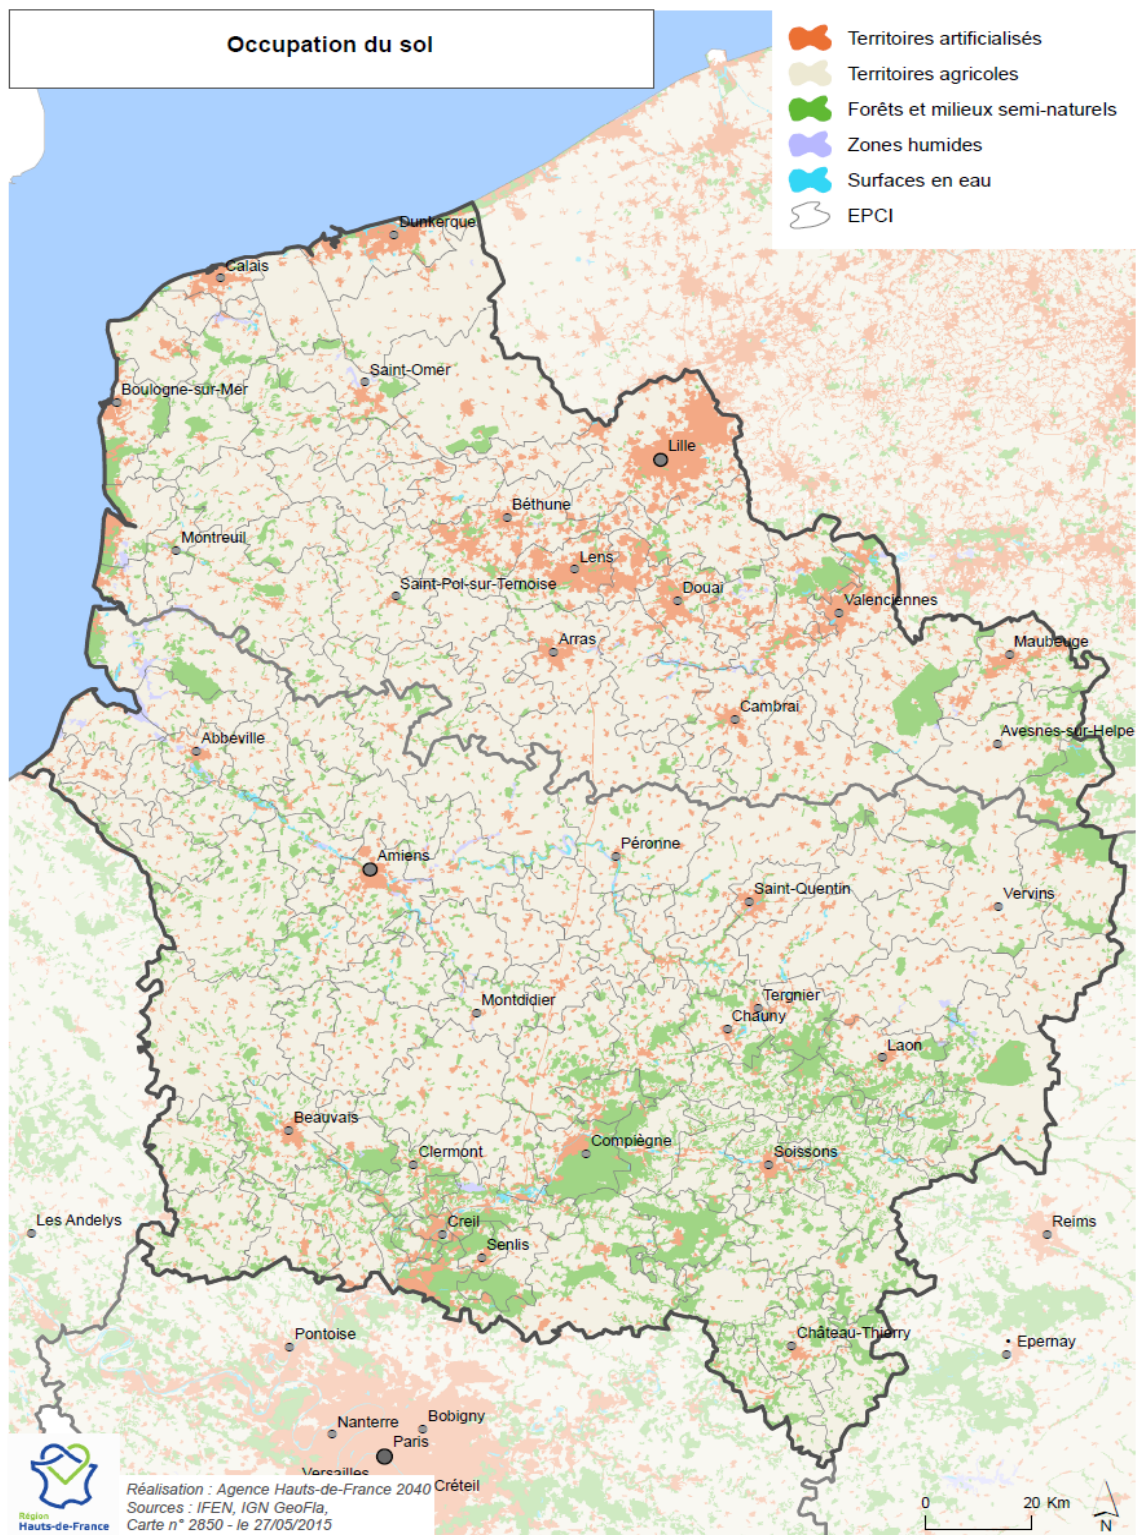 Occupation du sol
Territoires artificialisés
Territoires agricoles
Forêts et milieux semi-naturels
Zones humides
Surfaces en eau
EPCI
Dunkerque
Calais
Saint-Omer
Boulogne-sur-Mer
Lille
Béthune
Montreuil
Lens
Saint-Pol-sur-Ternoise
Douai
Valenciennes
Arras
Maubeuge
Cambrai
Abbéville
Avesnes-sur-Helpe
Péronne
Amiens
Saint-Quentin
Vervins
Montdidier
Tergnier
Chauny
Laon
Beauvais
Compiègne
Clermont
Soissons
Les Andelys
Creil
Reims
Senlis
Pontoise
Château-Thierry
Epernay
Nanterre
Bobigny
Paris
Versailles
Créteil
Région
Hauts-de-France
Réalisation : Agence Hauts-de-France 2040
Sources : IFEN, IGN GeoFla,
Carte n° 2850 - le 27/05/2015
0 20 Km
N